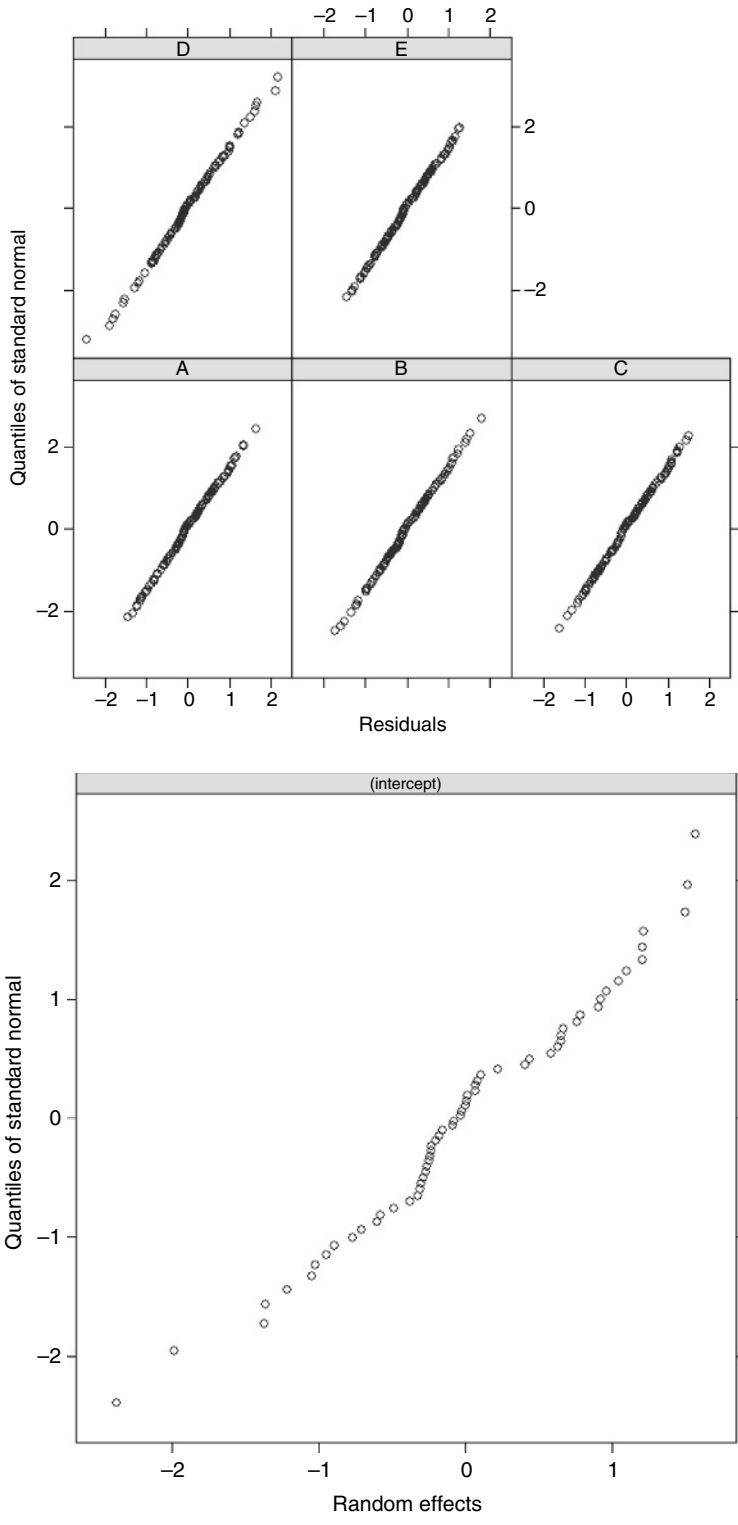 −2 −1 0 1 2
D E
2
0
−2
Quantiles of standard normal
A B C
2
0
−2
−2 −1 0 1 2 −2 −1 0 1 2
Residuals
(intercept)
2
1
0
−1
−2
Quantiles of standard normal
−2 −1 0 1
Random effects